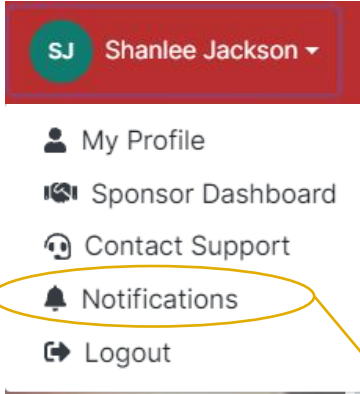 SJ Shanlee Jackson
My Profile
Sponsor Dashboard
Contact Support
Notifications
Logout